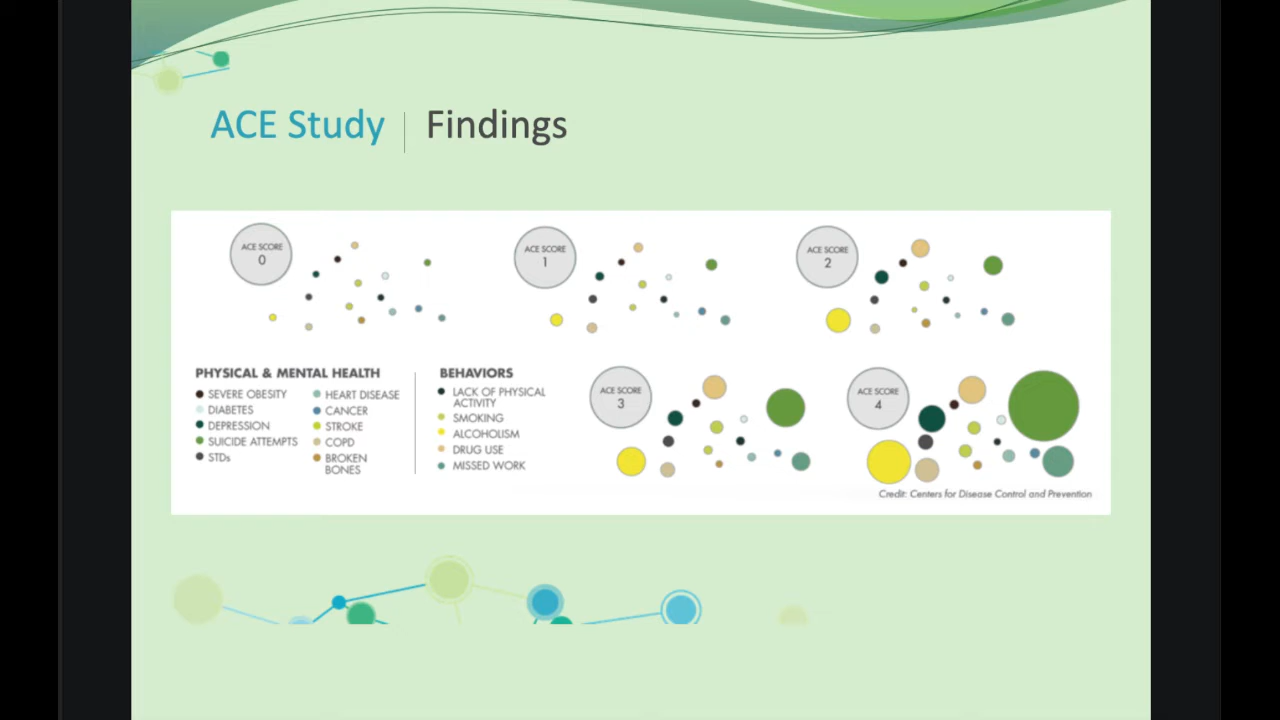 ACE Study
Findings
ACE SCORE
0
ACE SCORE
1
ACE SCORE
2
PHYSICAL & MENTAL HEALTH
SEVERE OBESITY
DIABETES
DEPRESSION
SUICIDE ATTEMPTS
STDs
HEART DISEASE
CANCER
STROKE
COPD
BROKEN
BONES
BEHAVIORS
LACK OF PHYSICAL
ACTIVITY
SMOKING
ALCOHOLISM
DRUG USE
MISSED WORK
ACE SCORE
3
ACE SCORE
4
Credit: Centers for Disease Control and Prevention